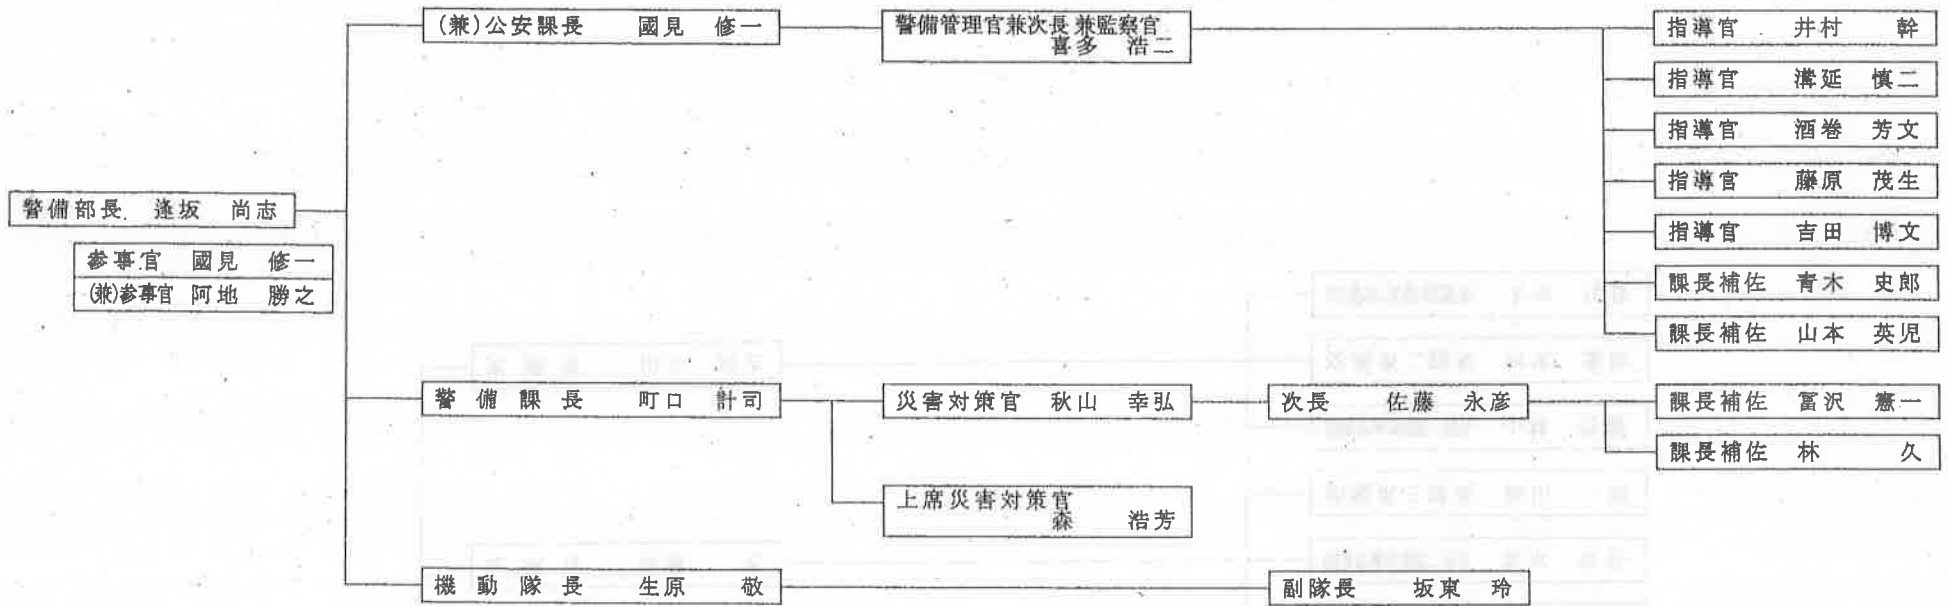 (兼)公安課長 國見 修一
警備管理官兼次長兼監察官
喜多 浩二
指導官 井村 幹
指導官 溝延 慎二
指導官 酒巻 芳文
指導官 藤原 茂生
指導官 吉田 博文
課長補佐 青木 史郎
課長補佐 山本 英児
警備部長 逢坂 尚志
参事官 國見 修一
(兼)参事官 阿地 勝之
警備課長 町口 計司
災害対策官 秋山 幸弘
次長 佐藤 永彦
課長補佐 冨沢 憲一
課長補佐 林 久
上席災害対策官
森 浩芳
機動隊長 生原 敬
副隊長 坂東 玲